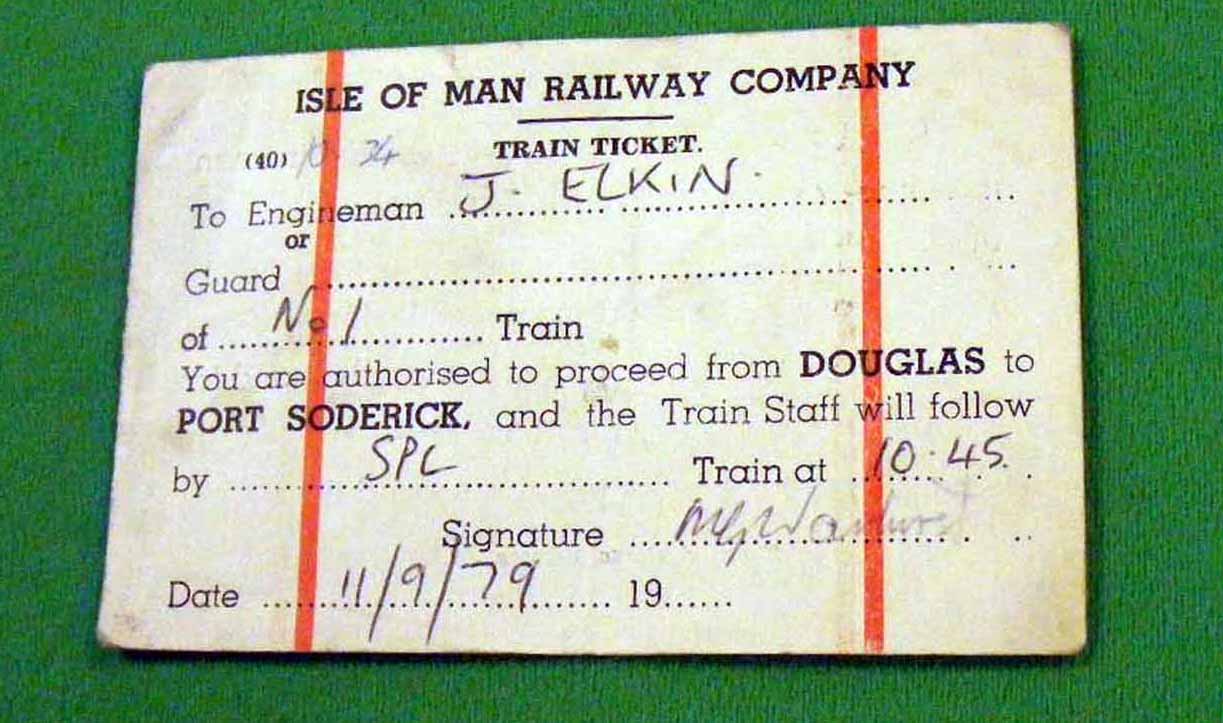 ISLE OF MAN RAILWAY COMPANY
TRAIN TICKET.
(40) 10 34
To Engineman J. ELKIN.
or
Guard
of No 1 Train
You are authorised to proceed from DOUGLAS to
PORT SODERICK, and the Train Staff will follow
by SPL Train at 10.45.
Signature
Date 11/9/79 19